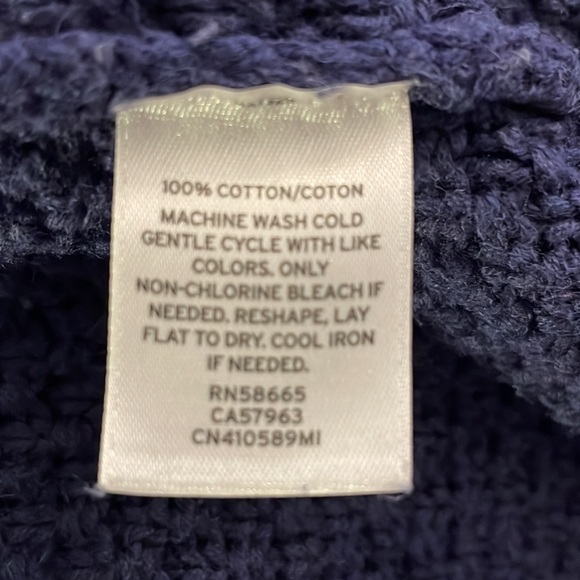 100% COTTON/COTON
MACHINE WASH COLD
GENTLE CYCLE WITH LIKE
COLORS. ONLY
NON-CHLORINE BLEACH IF
NEEDED. RESHAPE, LAY
FLAT TO DRY. COOL IRON
IF NEEDED.
RN58665
CA57963
CN410589MI